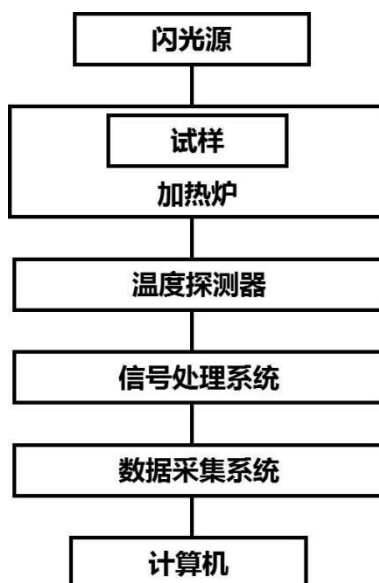 闪光源
试样
加热炉
温度探测器
信号处理系统
数据采集系统
计算机